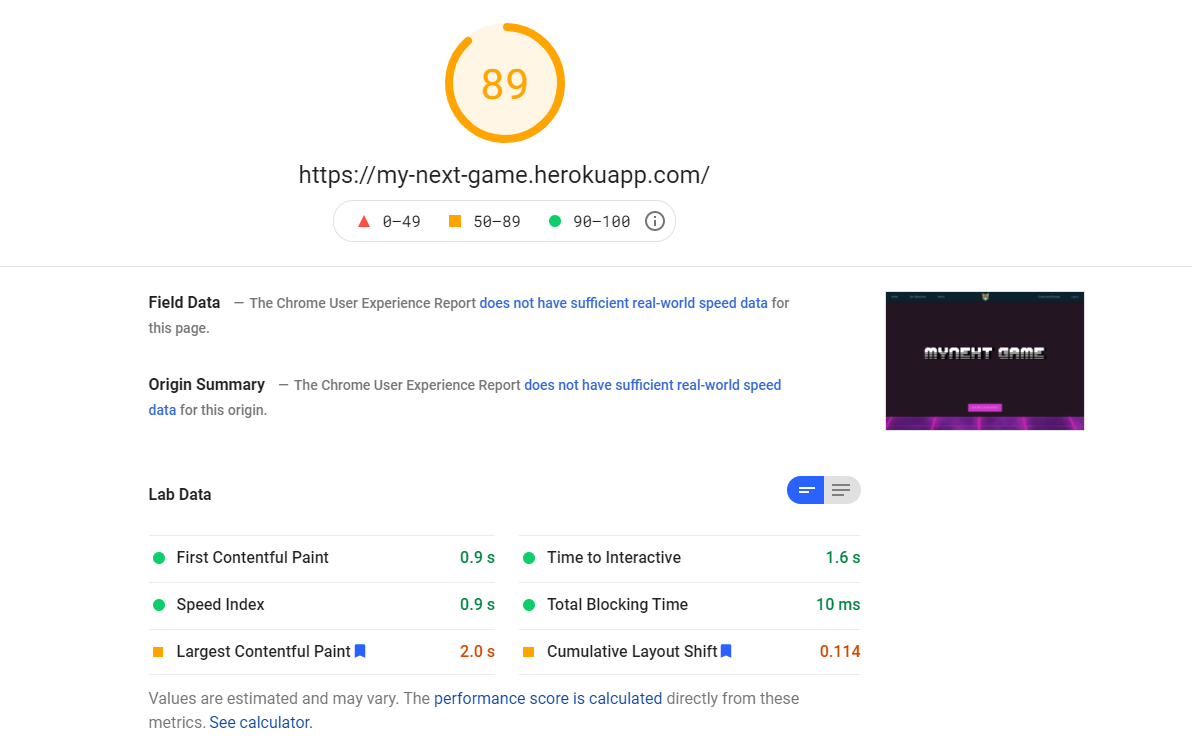 89
https://my-next-game.herokuapp.com/
0–49 50–89 90–100
Field Data — The Chrome User Experience Report does not have sufficient real-world speed data for
this page.
MYNEXT GAME
Origin Summary — The Chrome User Experience Report does not have sufficient real-world speed
data for this origin.
Lab Data
First Contentful Paint 0.9 s
Time to Interactive 1.6 s
Speed Index 0.9 s
Total Blocking Time 10 ms
Largest Contentful Paint 2.0 s
Cumulative Layout Shift 0.114
Values are estimated and may vary. The performance score is calculated directly from these
metrics. See calculator.